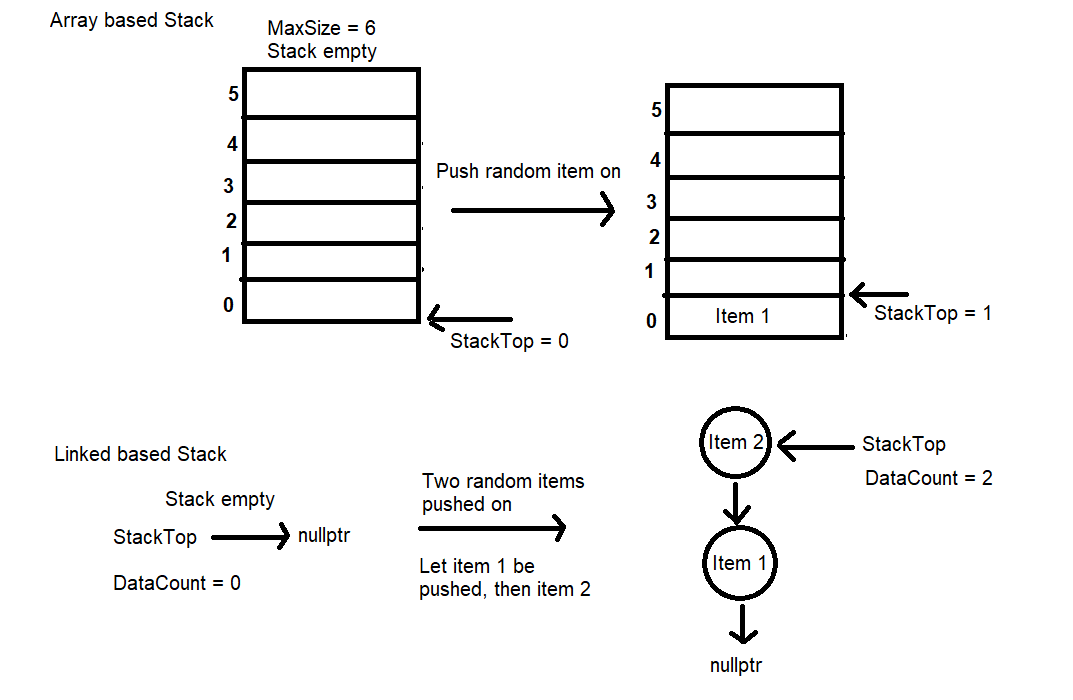 Array based Stack
MaxSize = 6
Stack empty
5
4
3
2
1
0
StackTop = 0
Push random item on
5
4
3
2
1
0
Item 1
StackTop = 1
Linked based Stack
Stack empty
StackTop
nullptr
DataCount = 0
Two random items
pushed on
Let item 1 be
pushed, then item 2
Item 2
StackTop
DataCount = 2
Item 1
nullptr